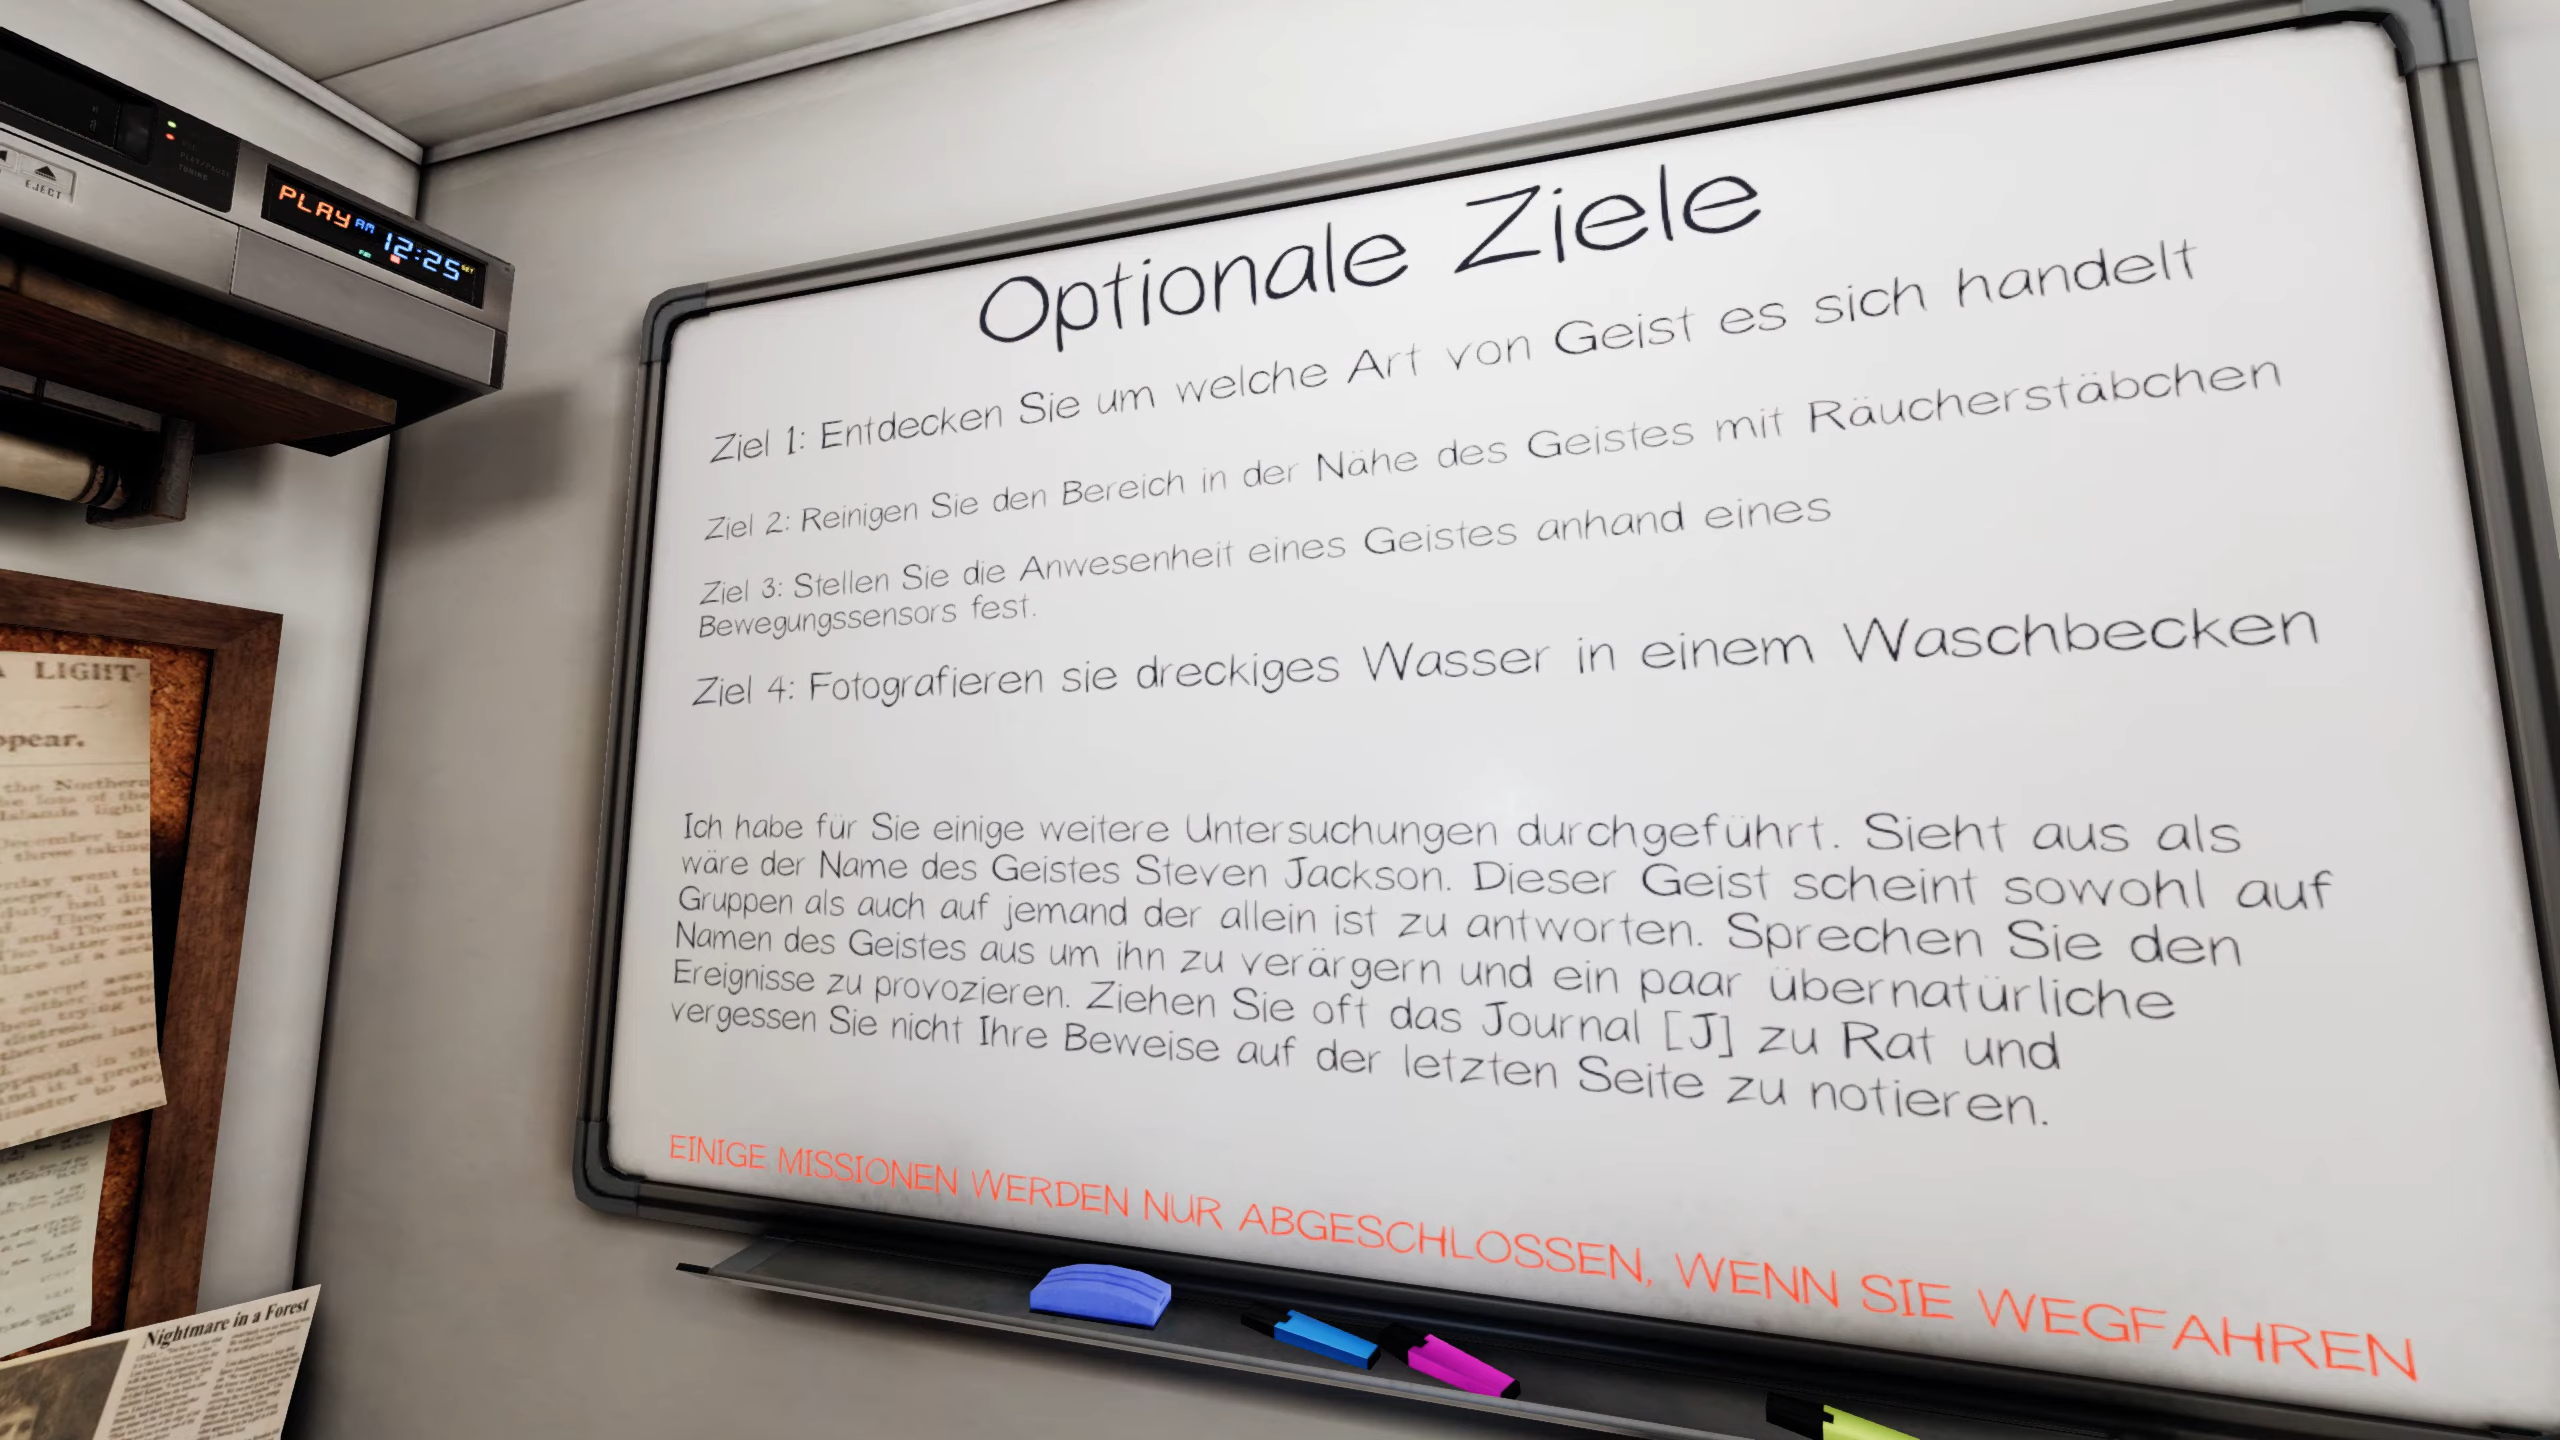 EJECT
PLAY AM 12:25
A LIGHT-
ppear.
the Northern
Optionale Ziele
Ziel 1: Entdecken Sie um welche Art von Geist es sich handelt
Ziel 2: Reinigen Sie den Bereich in der Nähe des Geistes mit Räucherstäbchen
Ziel 3: Stellen Sie die Anwesenheit eines Geistes anhand eines
Bewegungssensors fest.
Ziel 4: Fotografieren sie dreckiges Wasser in einem Waschbecken
Ich habe für Sie einige weitere Untersuchungen durchgeführt. Sieht aus als
wäre der Name des Geistes Steven Jackson. Dieser Geist scheint sowohl auf
Gruppen als auch auf jemand der allein ist zu antworten. Sprechen Sie den
Namen des Geistes aus um ihn zu verärgern und ein paar übernatürliche
Ereignisse zu provozieren. Ziehen Sie oft das Journal [J] zu Rat und
vergessen Sie nicht Ihre Beweise auf der letzten Seite zu notieren.
EINIGE MISSIONEN WERDEN NUR ABGESCHLOSSEN, WENN SIE WEGFAHREN
Nightmare in a Forest